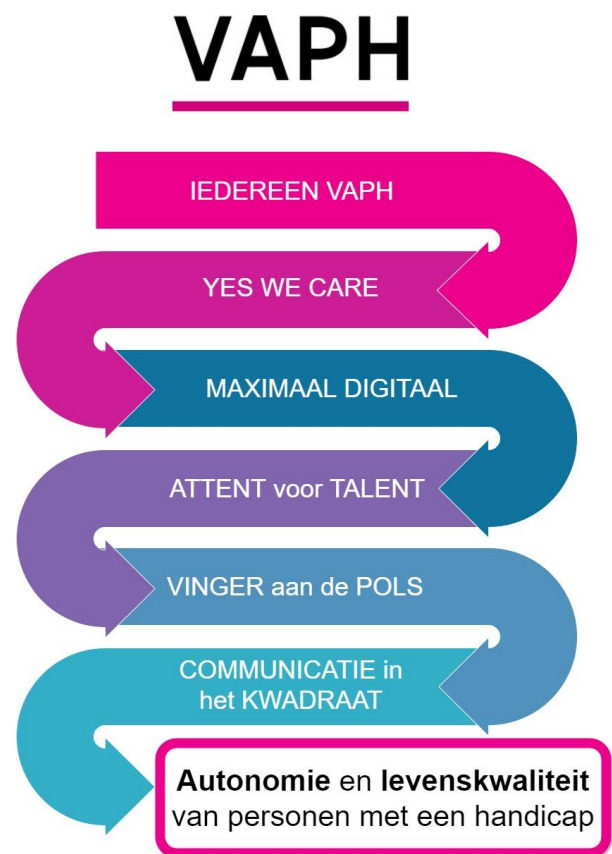 VAPH
IEDEREEN VAPH
YES WE CARE
MAXIMAAL DIGITAAL
ATTENT voor TALENT
VINGER aan de POLS
COMMUNICATIE in
het KWADRAAT
Autonomie en levenskwaliteit
van personen met een handicap